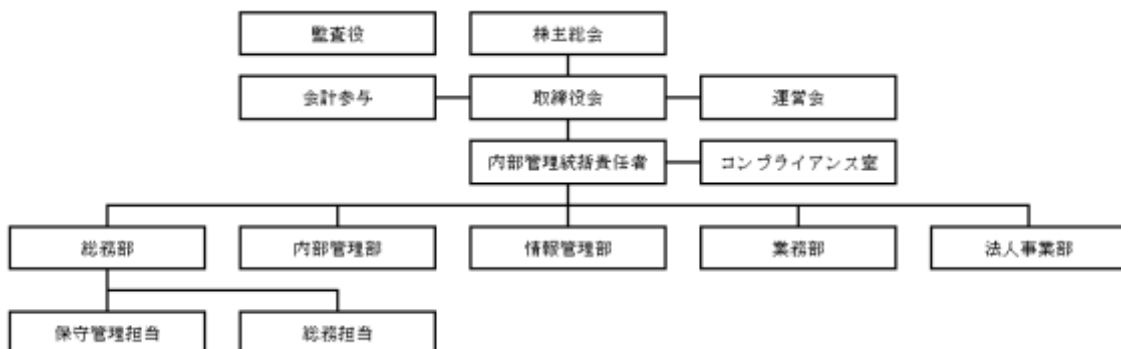 監査役
株主総会
会計参与
取締役会
運営会
内部管理統括責任者
コンプライアンス室
総務部
内部管理部
情報管理部
業務部
法人事業部
保守管理担当
総務担当